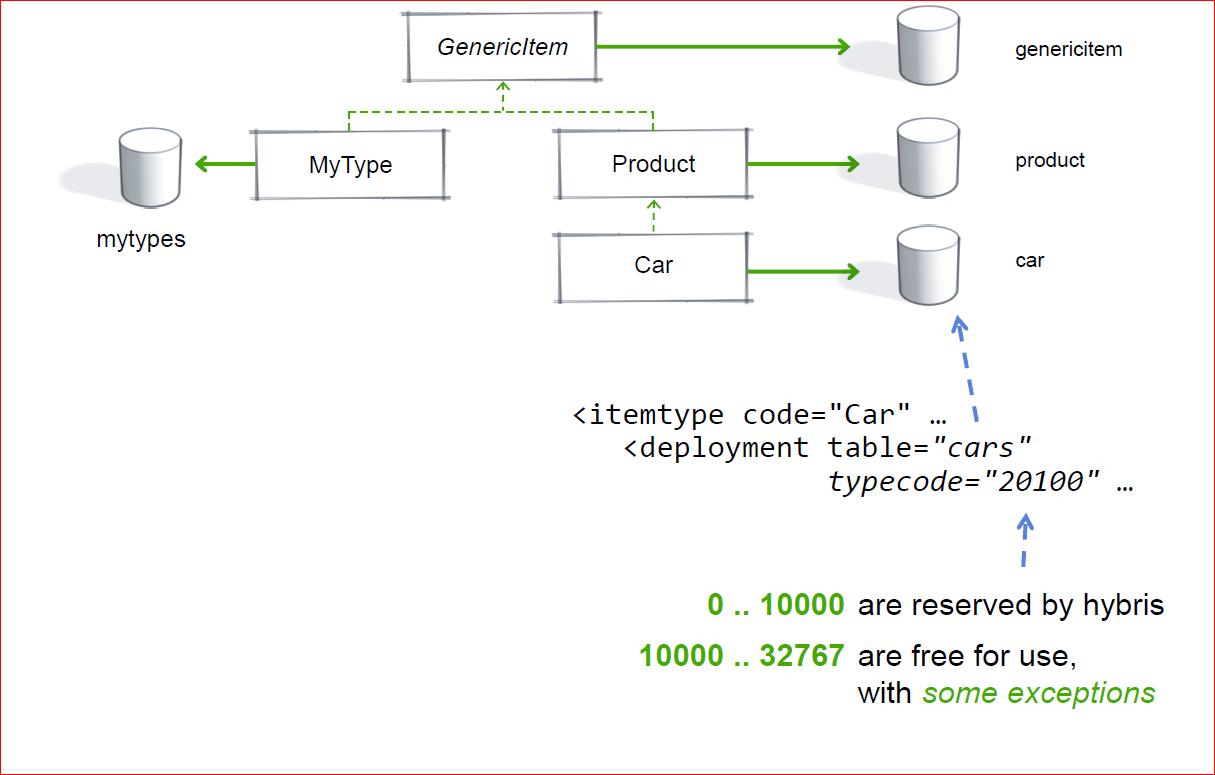 GenericItem
genericitem
MyType
Product
product
mytypes
Car
car
<itemtype code="Car" …
<deployment table="cars"
typecode="20100" …
0 .. 10000 are reserved by hybris
10000 .. 32767 are free for use,
with some exceptions